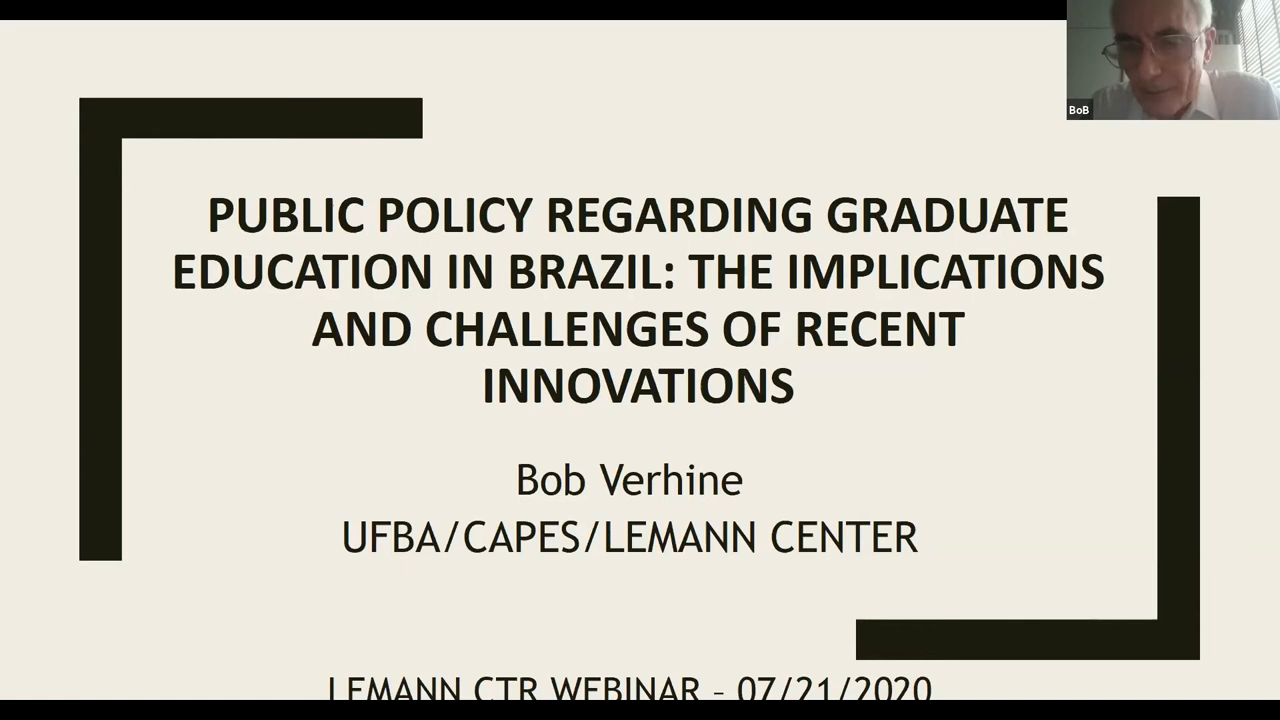 BoB
PUBLIC POLICY REGARDING GRADUATE
EDUCATION IN BRAZIL: THE IMPLICATIONS
AND CHALLENGES OF RECENT
INNOVATIONS
Bob Verhine
UFBA/CAPES/LEMANN CENTER
LEMANN CTR WEBINAR – 07/21/2020